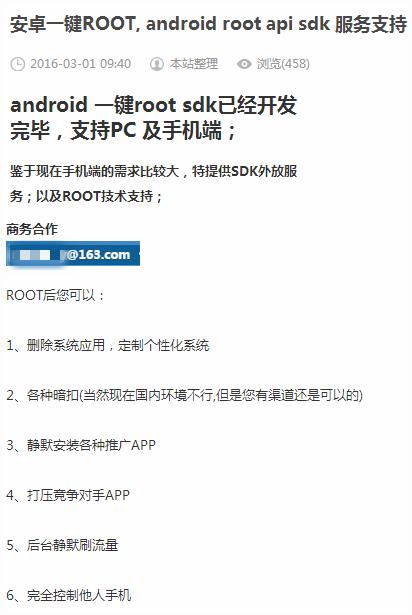 安卓一键ROOT, android root api sdk 服务支持
2016-03-01 09:40 本站整理 浏览(458)
android 一键root sdk已经开发
完毕，支持PC 及手机端；
鉴于现在手机端的需求比较大，特提供SDK外放服
务；以及ROOT技术支持；
商务合作
@163.com
ROOT后您可以：
1、删除系统应用，定制个性化系统
2、各种暗扣(当然现在国内环境不行,但是您有渠道还是可以的)
3、静默安装各种推广APP
4、打压竞争对手APP
5、后台静默刷流量
6、完全控制他人手机